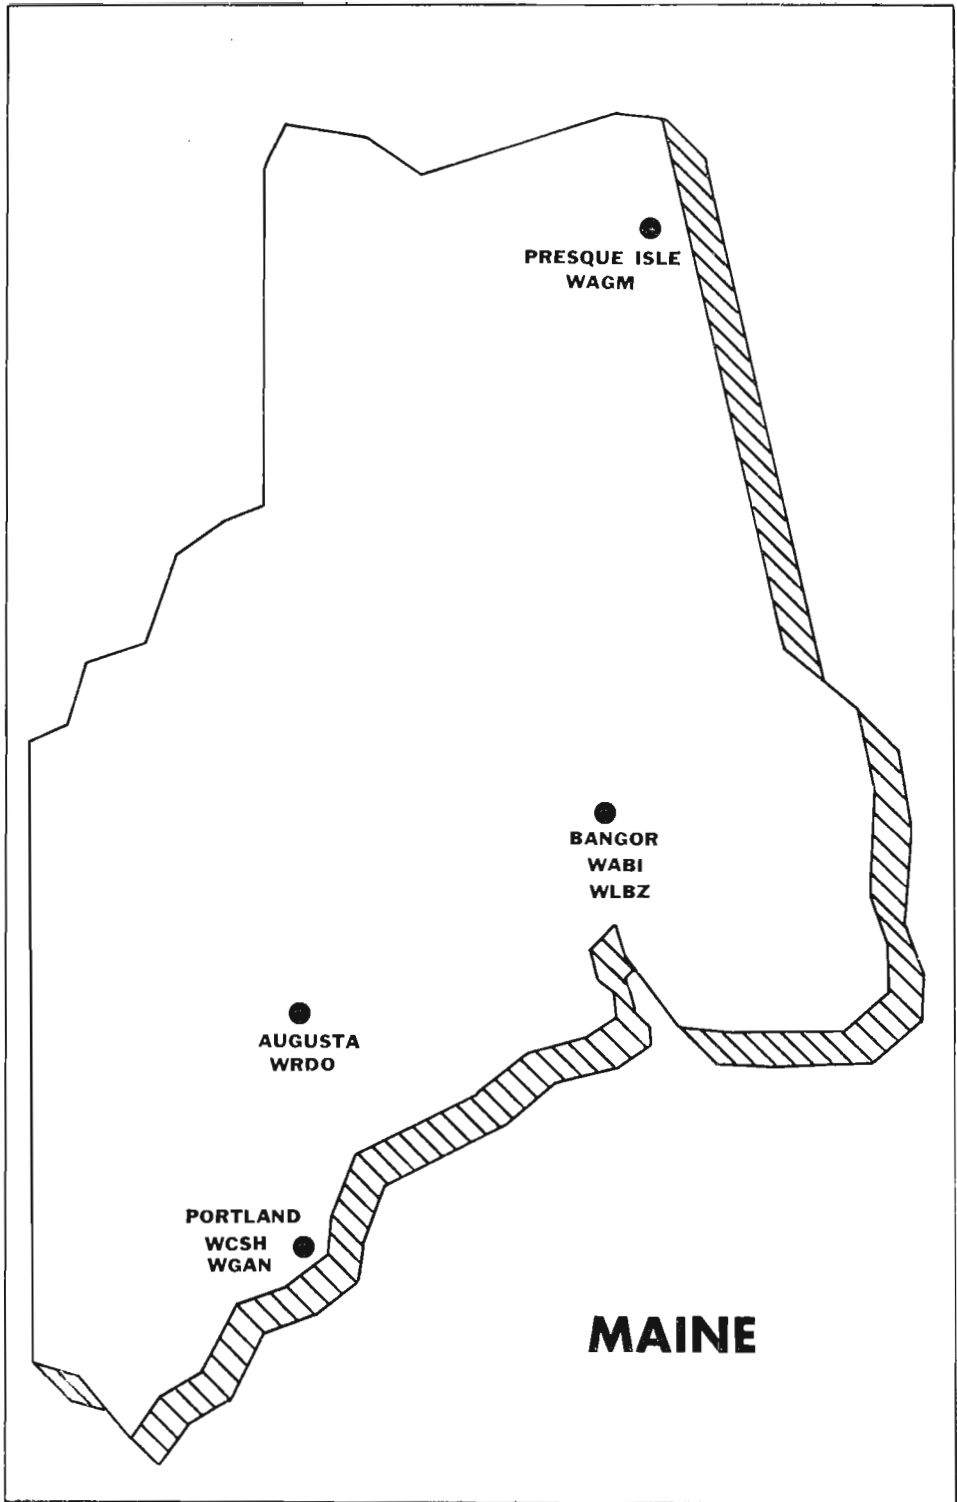 PRESQUE ISLE
WAGM
BANGOR
WABI
WLBZ
AUGUSTA
WRDO
PORTLAND
WCSH
WGAN
MAINE